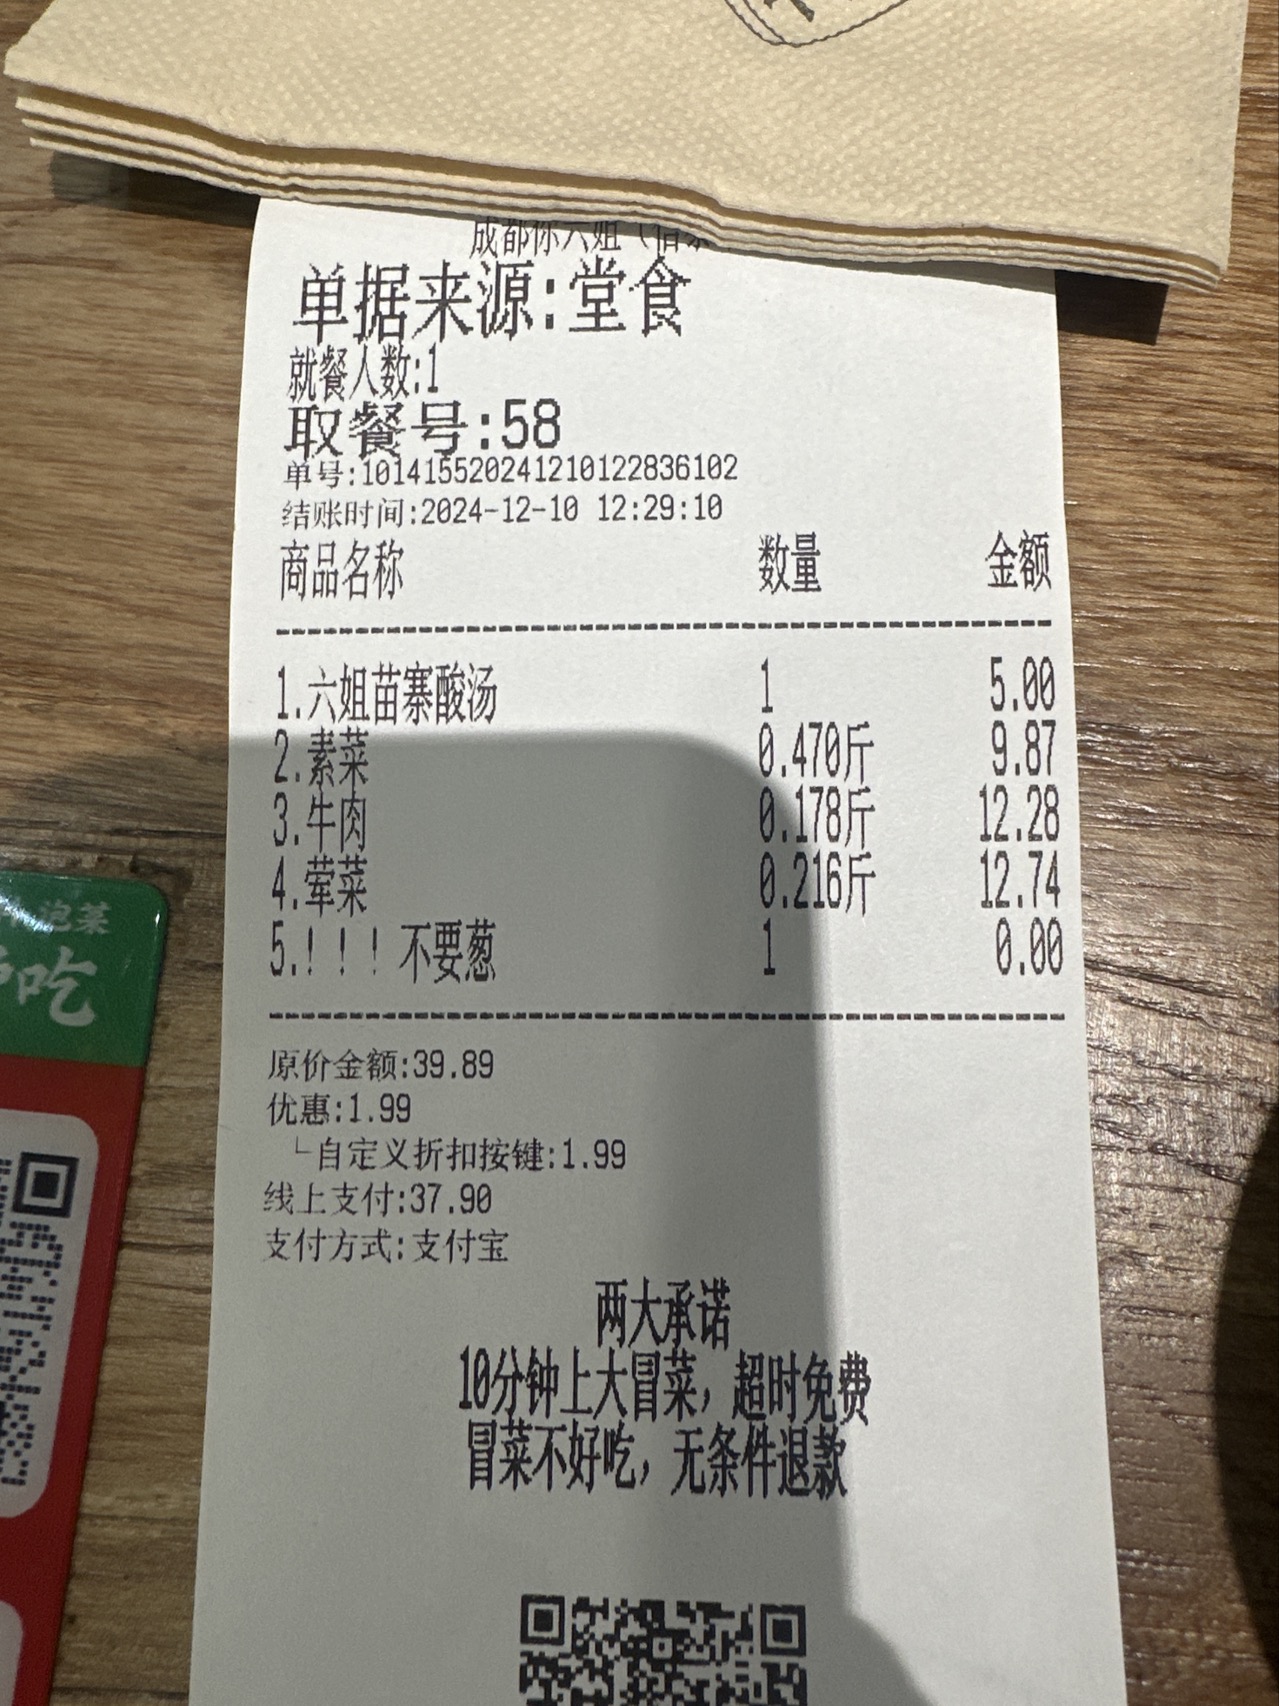 成都你六姐
单据来源:堂食
就餐人数:1
取餐号:58
单号:101415520241210122836102
结账时间:2024-12-10 12:29:10
商品名称 数量 金额
1.六姐苗寨酸汤 1 5.00
2.素菜 0.470斤 9.87
3.牛肉 0.178斤 12.28
4.荤菜 0.216斤 12.74
5.!!!不要葱 1 0.00
原价金额:39.89
优惠:1.99
└自定义折扣按键:1.99
线上支付:37.90
支付方式:支付宝
两大承诺
10分钟上大冒菜，超时免费
冒菜不好吃，无条件退款
泡菜
吃